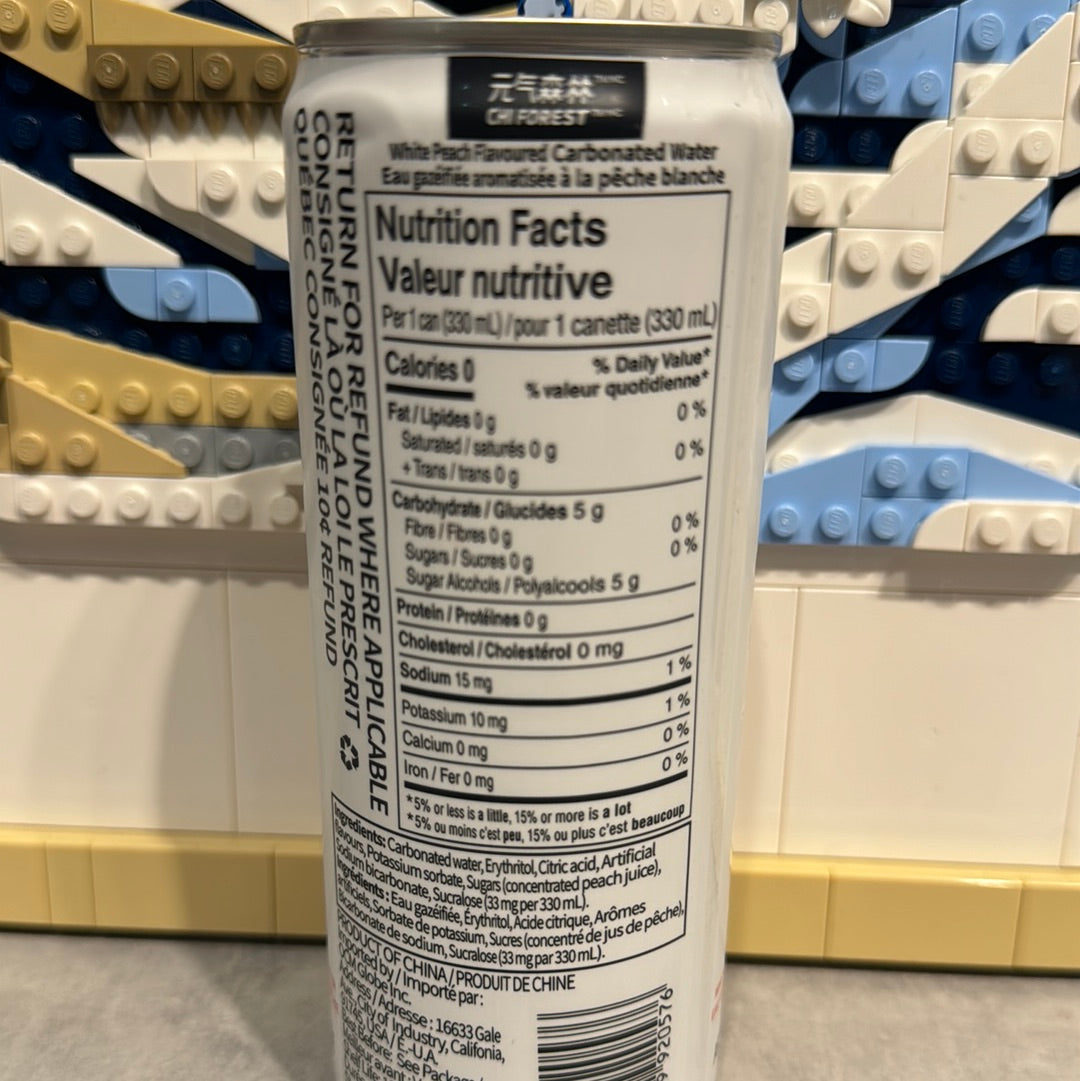 元气森林
CHI FOREST
White Peach Flavoured Carbonated Water
Eau gazéifiée aromatisée à la pêche blanche
Nutrition Facts
Valeur nutritive
Per 1 can (330 mL) / pour 1 canette (330 mL)
Calories 0
% Daily Value*
% valeur quotidienne*
Fat / Lipides 0 g 0 %
Saturated / saturés 0 g
+ Trans / trans 0 g 0 %
Carbohydrate / Glucides 5 g
Fibre / Fibres 0 g 0 %
Sugars / Sucres 0 g 0 %
Sugar Alcohols / Polyalcools 5 g
Protein / Protéines 0 g
Cholesterol / Cholestérol 0 mg
Sodium 15 mg 1 %
Potassium 10 mg 1 %
Calcium 0 mg 0 %
Iron / Fer 0 mg 0 %
*5% or less is a little, 15% or more is a lot
*5% ou moins c'est peu, 15% ou plus c'est beaucoup
Ingredients: Carbonated water, Erythritol, Citric acid, Artificial
flavours, Potassium sorbate, Sugars (concentrated peach juice),
Sodium bicarbonate, Sucralose (33 mg per 330 mL).
Ingrédients: Eau gazéifiée, Érythritol, Acide citrique, Arômes
artificiels, Sorbate de potassium, Sucres (concentré de jus de pêche),
Bicarbonate de sodium, Sucralose (33 mg par 330 mL).
PRODUCT OF CHINA / PRODUIT DE CHINE
Imported by / Importé par:
Globe Inc.
Address / Adresse: 16633 Gale
Ave, City of Industry, Califonia,
91745, USA / É.-U.A.
Best Before: See Package /
RETURN FOR REFUND WHERE APPLICABLE
CONSIGNÉ LÀ OÙ LA LOI LE PRESCRIT
QUÉBEC CONSIGNÉE 10¢ REFUND